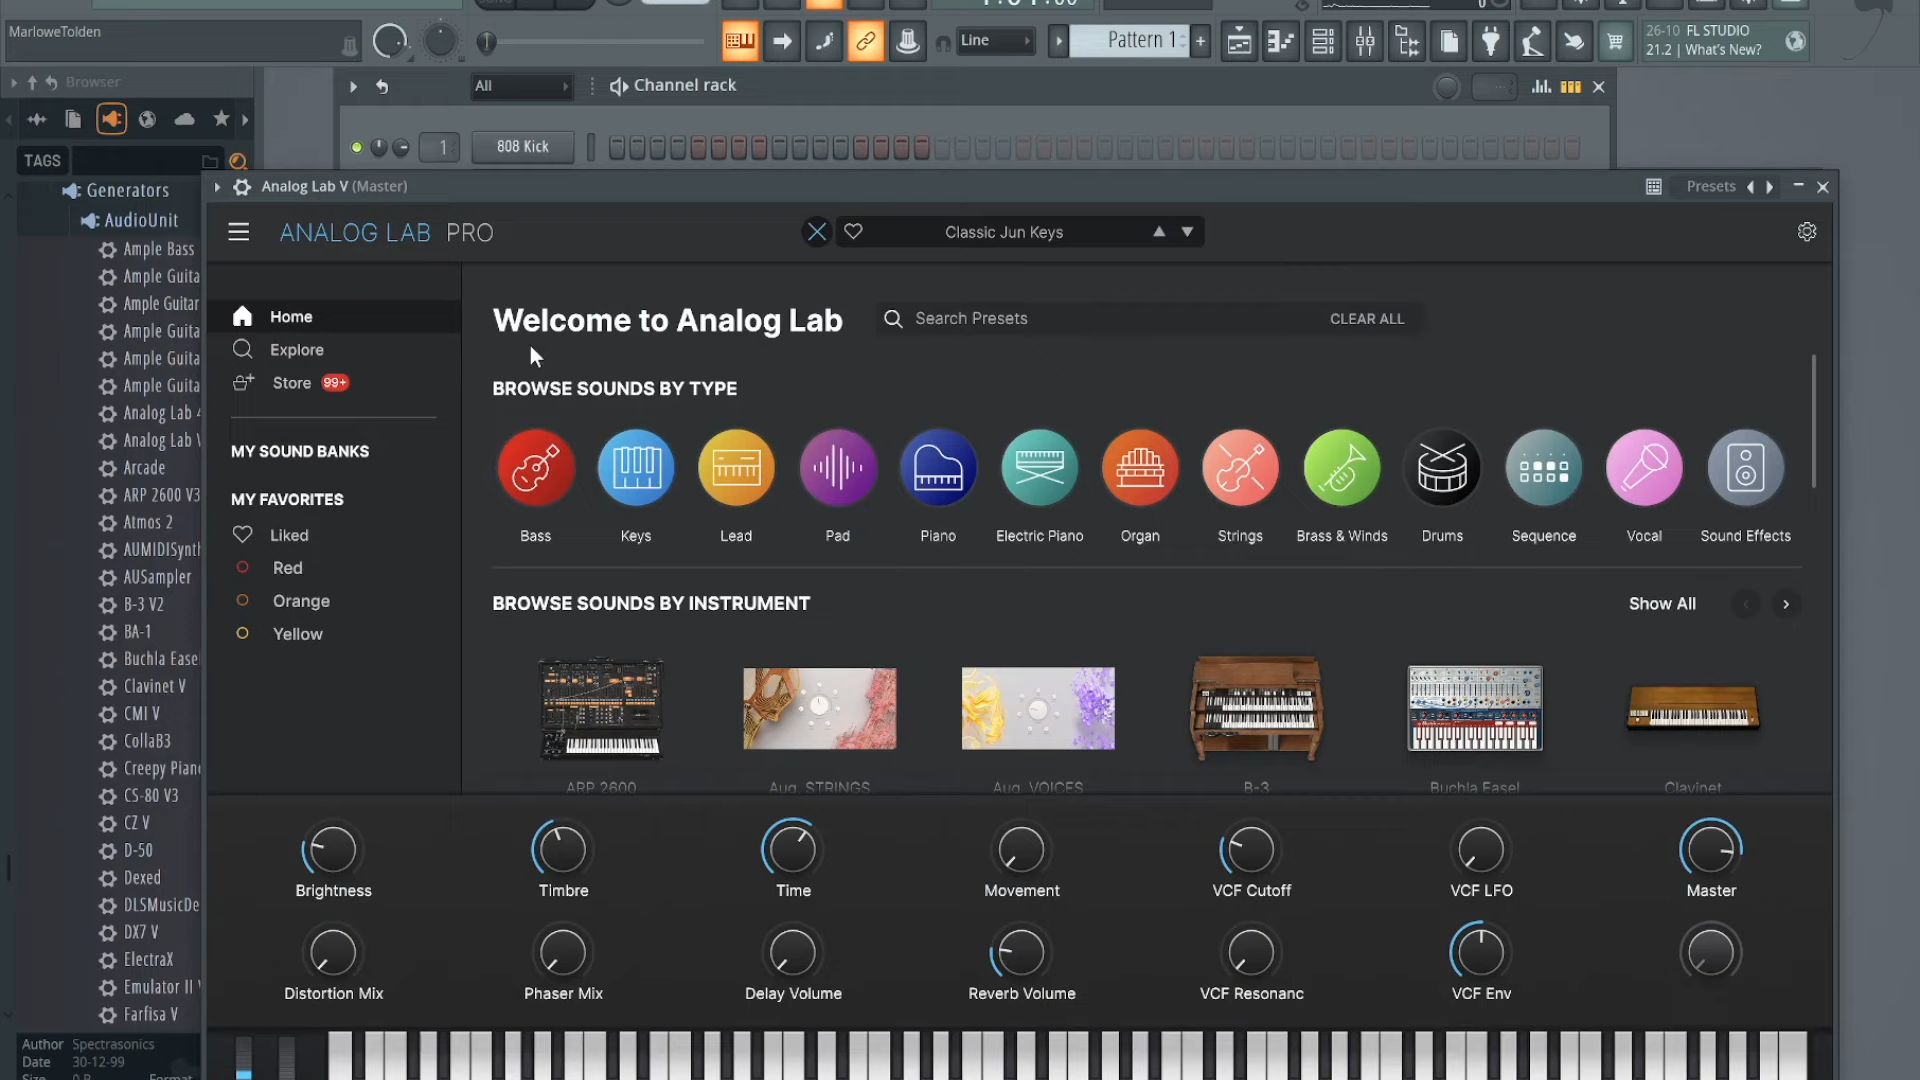 MarloweTolden
Line
Pattern 1
26-10 FL STUDIO
21.2 | What's New?
Browser
All
Channel rack
1
808 Kick
TAGS
Generators
AudioUnit
Ample Bass
Ample Guita
Ample Guitar
Ample Guita
Ample Guita
Ample Guita
Analog Lab 4
Analog Lab V
Arcade
ARP 2600 V3
Atmos 2
AUMIDISynth
AUSampler
B-3 V2
BA-1
Buchla Easel
Clavinet V
CMI V
CollaB3
Creepy Piano
CS-80 V3
CZ V
D-50
Dexed
DLSMusicDe
DX7 V
ElectraX
Emulator II V
Farfisa V
Author Spectrasonics
Date 30-12-99
Analog Lab V (Master)
Presets
ANALOG LAB PRO
Classic Jun Keys
Home
Explore
Store 99+
MY SOUND BANKS
MY FAVORITES
Liked
Red
Orange
Yellow
Welcome to Analog Lab
Search Presets
CLEAR ALL
BROWSE SOUNDS BY TYPE
Bass Keys Lead Pad Piano Electric Piano Organ Strings Brass & Winds Drums Sequence Vocal Sound Effects
BROWSE SOUNDS BY INSTRUMENT
Show All
ARP 2600 Aug. STRINGS Aug. VOICES B-3 Buchla Easel Clavinet
Brightness Timbre Time Movement VCF Cutoff VCF LFO Master
Distortion Mix Phaser Mix Delay Volume Reverb Volume VCF Resonanc VCF Env